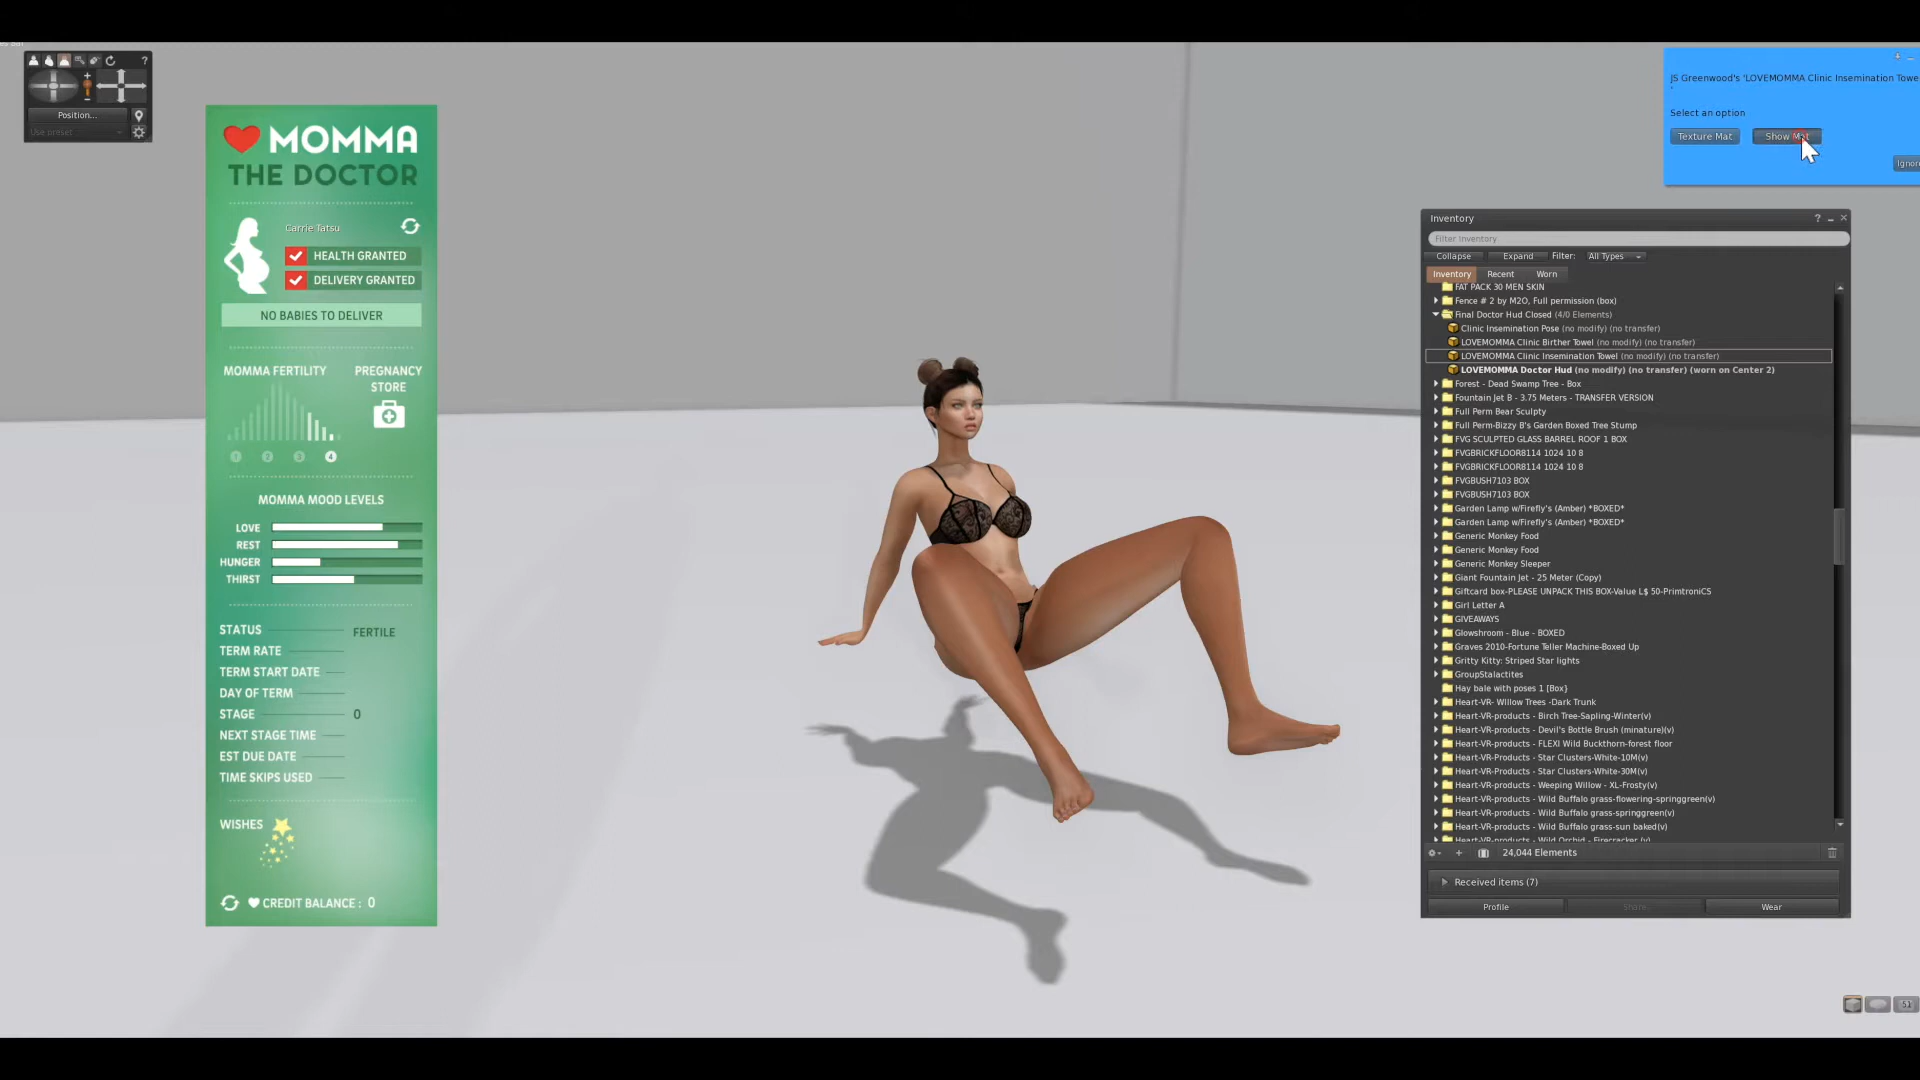 ?
MOMMA
THE DOCTOR
Carrie Tatsu
HEALTH GRANTED
DELIVERY GRANTED
NO BABIES TO DELIVER
MOMMA FERTILITY
PREGNANCY
STORE
1 2 3 4
MOMMA MOOD LEVELS
LOVE
REST
HUNGER
THIRST
STATUS FERTILE
TERM RATE
TERM START DATE
DAY OF TERM
STAGE 0
NEXT STAGE TIME
EST DUE DATE
TIME SKIPS USED
WISHES
CREDIT BALANCE : 0
Position...
Use preset
JS Greenwood's 'LOVEMOMMA Clinic Insemination Towe
'
Select an option
Texture Mat Show Mat
Ignore
Inventory ?
Filter Inventory
Collapse Expand Filter: All Types
Inventory Recent Worn
FAT PACK 30 MEN SKIN
Fence # 2 by M2O, Full permission (box)
Final Doctor Hud Closed (4/0 Elements)
Clinic Insemination Pose (no modify) (no transfer)
LOVEMOMMA Clinic Birther Towel (no modify) (no transfer)
LOVEMOMMA Clinic Insemination Towel (no modify) (no transfer)
LOVEMOMMA Doctor Hud (no modify) (no transfer) (worn on Center 2)
Forest - Dead Swamp Tree - Box
Fountain Jet B - 3.75 Meters - TRANSFER VERSION
Full Perm Bear Sculpty
Full Perm-Bizzy B's Garden Boxed Tree Stump
FVG SCULPTED GLASS BARREL ROOF 1 BOX
FVGBRICKFLOOR8114 1024 10 8
FVGBRICKFLOOR8114 1024 10 8
FVGBUSH7103 BOX
FVGBUSH7103 BOX
Garden Lamp w/Firefly's (Amber) *BOXED*
Garden Lamp w/Firefly's (Amber) *BOXED*
Generic Monkey Food
Generic Monkey Food
Generic Monkey Sleeper
Giant Fountain Jet - 25 Meter (Copy)
Giftcard box-PLEASE UNPACK THIS BOX-Value L$ 50-PrimtroniCS
Girl Letter A
GIVEAWAYS
Glowshroom - Blue - BOXED
Graves 2010-Fortune Teller Machine-Boxed Up
Gritty Kitty: Striped Star lights
GroupStalactites
Hay bale with poses 1 [Box}
Heart-VR- Willow Trees -Dark Trunk
Heart-VR-products - Birch Tree-Sapling-Winter(v)
Heart-VR-products - Devil's Bottle Brush (minature)(v)
Heart-VR-products - FLEXI Wild Buckthorn-forest floor
Heart-VR-Products - Star Clusters-White-10M(v)
Heart-VR-Products - Star Clusters-White-30M(v)
Heart-VR-products - Weeping Willow - XL-Frosty(v)
Heart-VR-products - Wild Buffalo grass-flowering-springgreen(v)
Heart-VR-products - Wild Buffalo grass-springgreen(v)
Heart-VR-products - Wild Buffalo grass-sun baked(v)
Heart-VR-products - Wild Orchid - Firecracker (v)
24,044 Elements
Received items (7)
Profile Share Wear
51